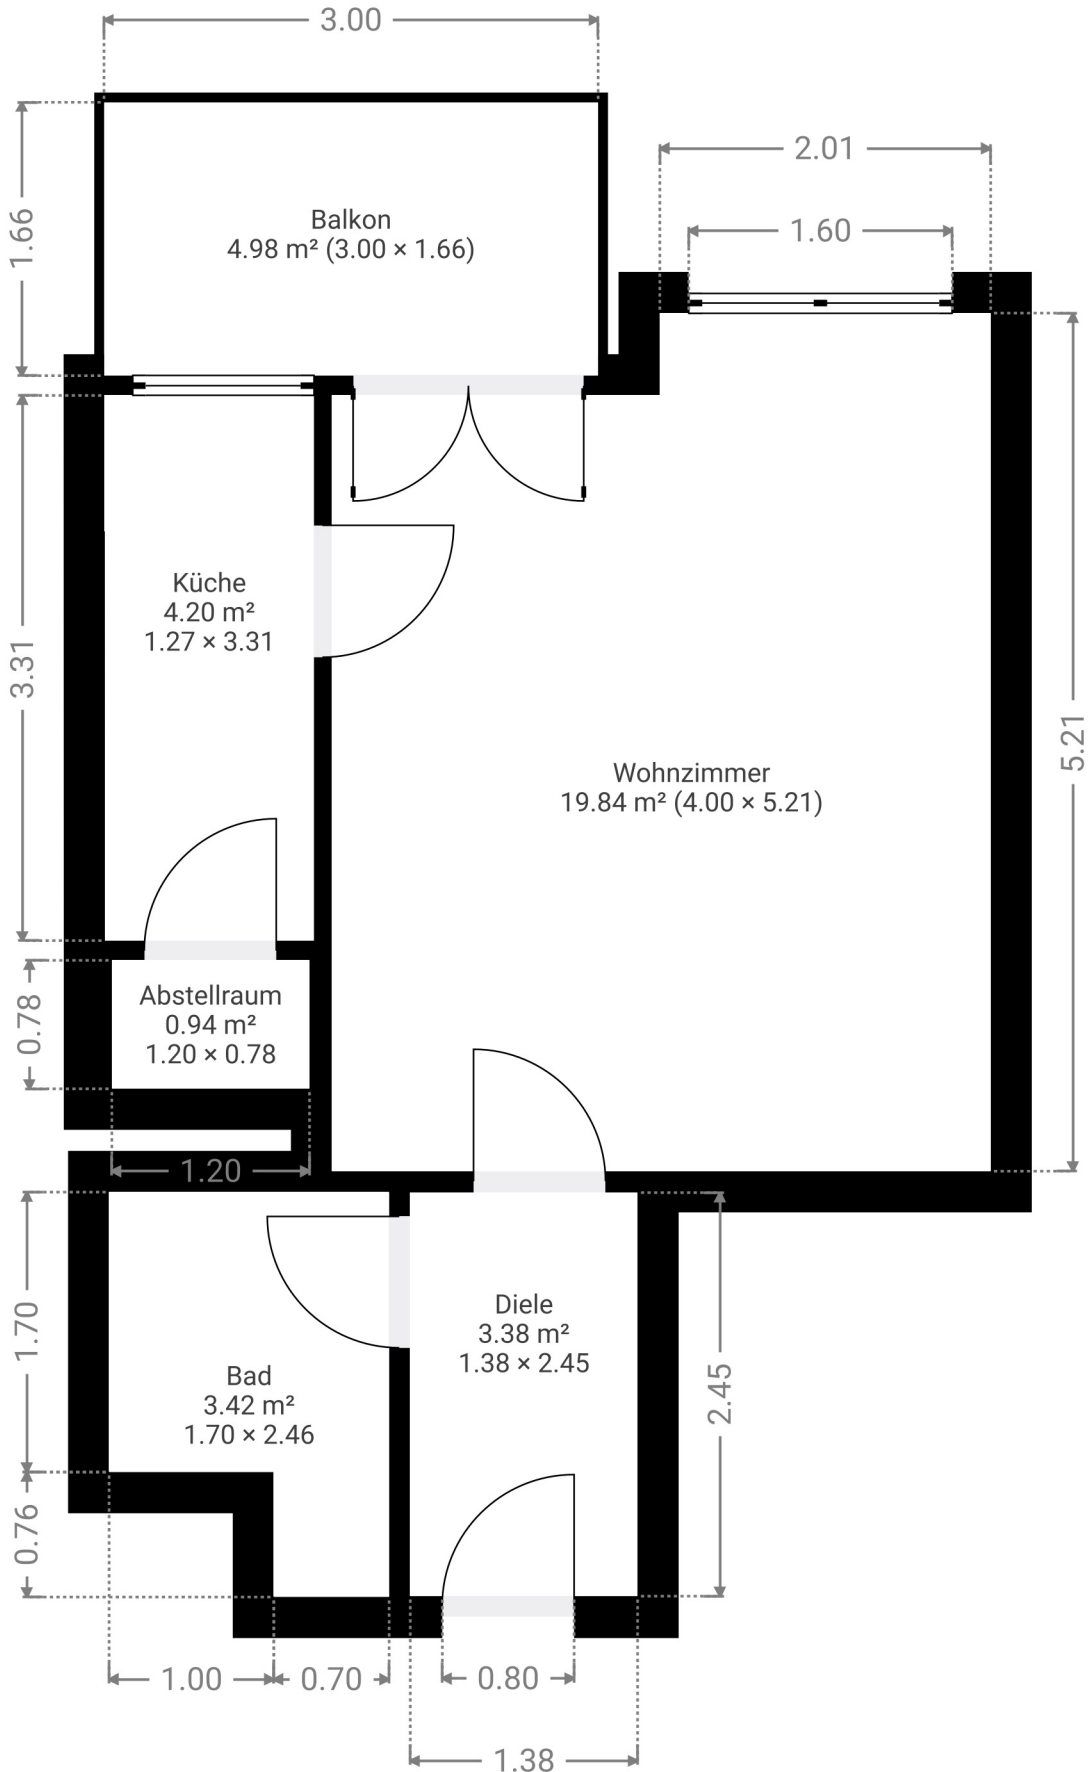 3.00
2.01
1.60
1.66
Balkon
4.98 m² (3.00 × 1.66)
3.31
Küche
4.20 m²
1.27 × 3.31
5.21
Wohnzimmer
19.84 m² (4.00 × 5.21)
0.78
Abstellraum
0.94 m²
1.20 × 0.78
1.20
1.70
Diele
3.38 m²
1.38 × 2.45
2.45
Bad
3.42 m²
1.70 × 2.46
0.76
1.00
0.70
0.80
1.38